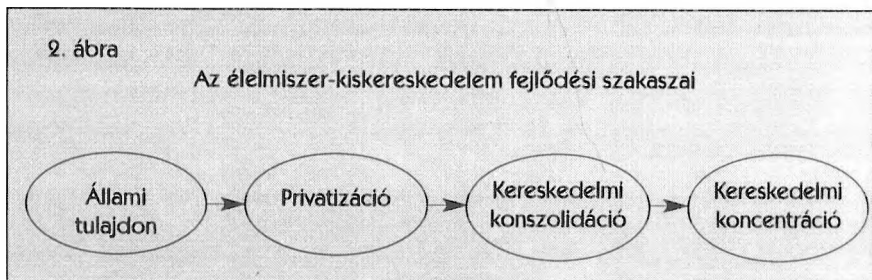 2. ábra
Az élelmiszer-kiskereskedelem fejlődési szakaszai
Állami
tulajdon
Privatizáció
Kereskedelmi
konszolidáció
Kereskedelmi
koncentráció